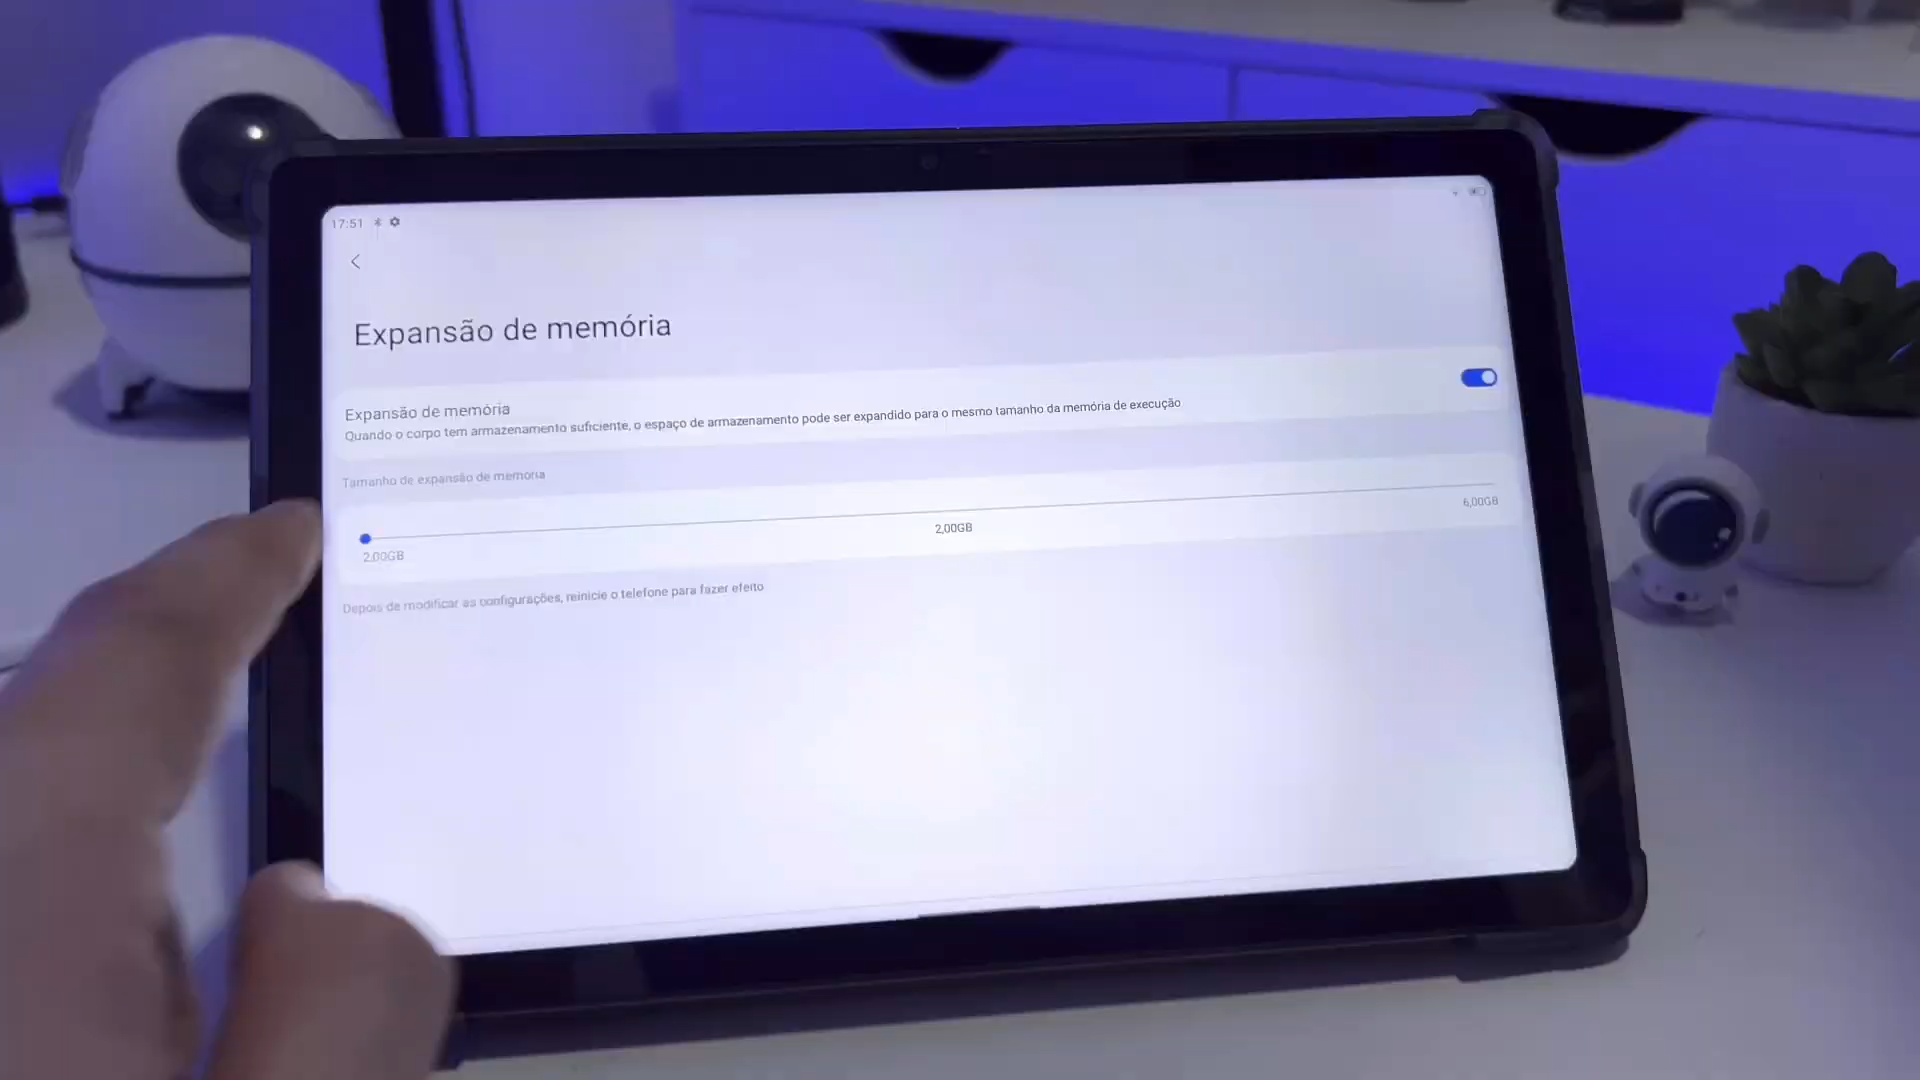 17:51
Expansão de memória
Expansão de memória
Quando o corpo tem armazenamento suficiente, o espaço de armazenamento pode ser expandido para o mesmo tamanho da memória de execução
Tamanho de expansão de memória
2,00GB
2,00GB
6,00GB
Depois de modificar as configurações, reinicie o telefone para fazer efeito